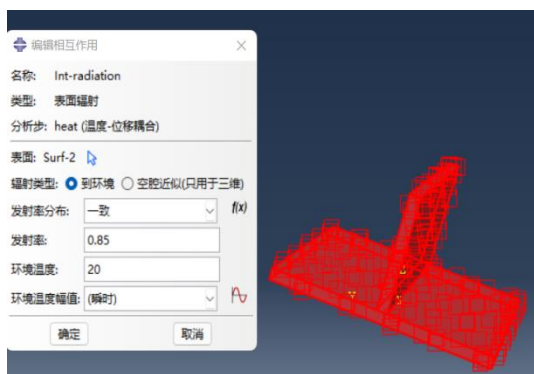 编辑相互作用
名称: Int-radiation
类型: 表面辐射
分析步: heat (温度-位移耦合)
表面: Surf-2
辐射类型: 到环境 空腔近似(只用于三维)
发射率分布: 一致 f(x)
发射率: 0.85
环境温度: 20
环境温度幅值: (瞬时)
确定 取消